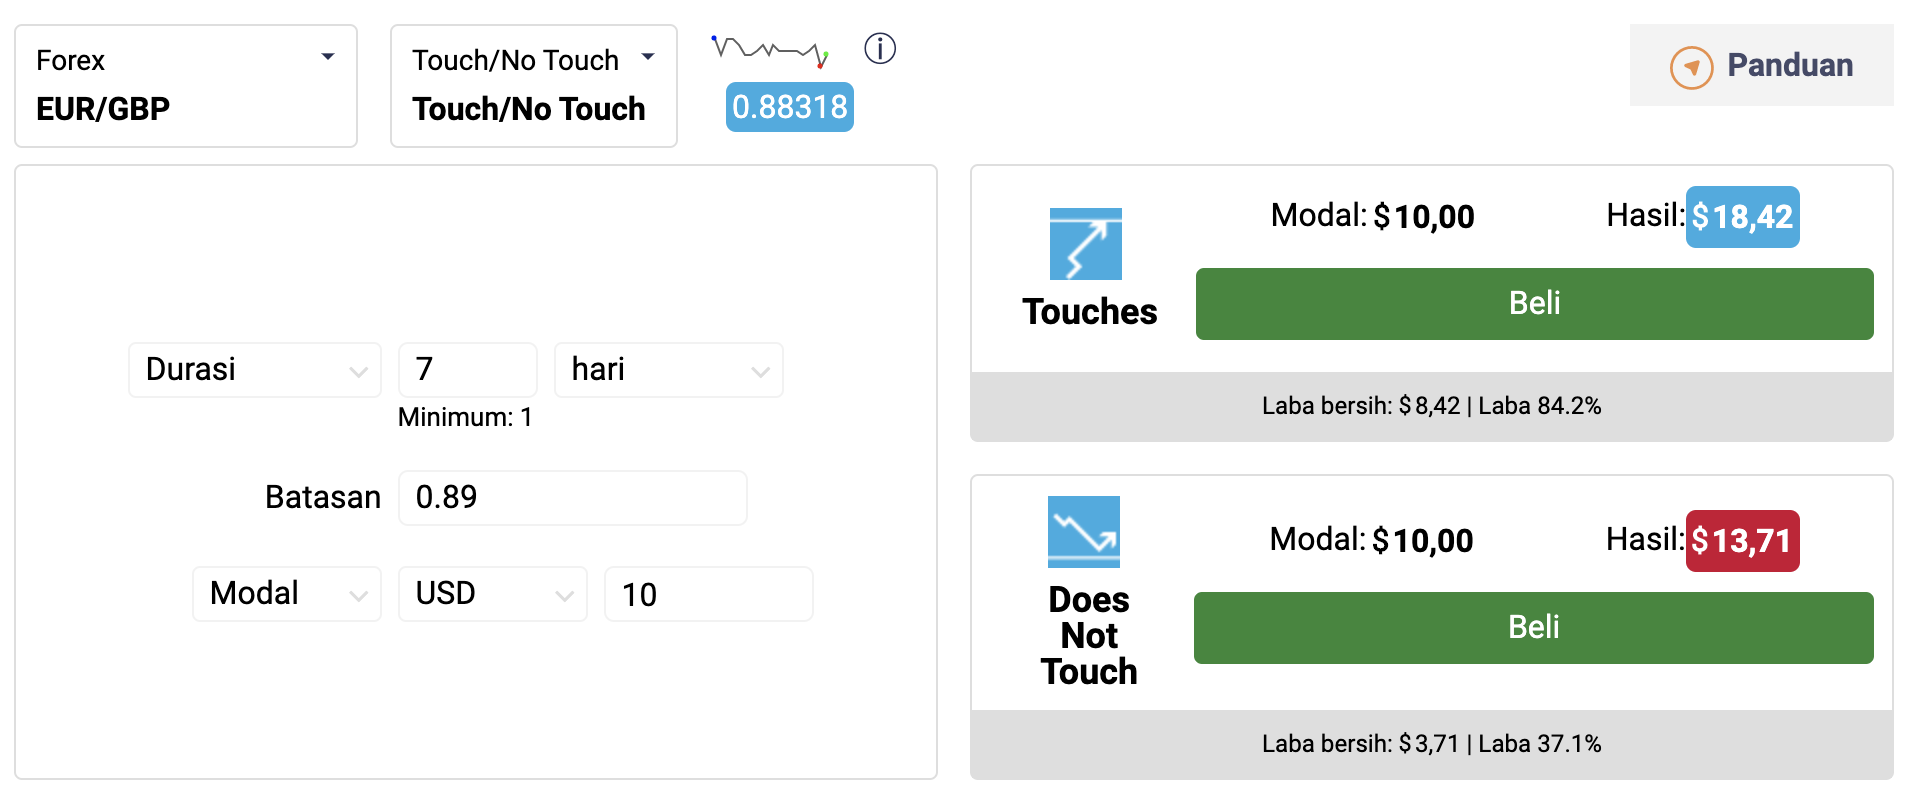 Forex
EUR/GBP
Touch/No Touch
Touch/No Touch
0.88318
Panduan
Durasi 7 hari
Minimum: 1
Batasan 0.89
Modal USD 10
Modal: $10,00 Hasil: $18,42
Touches
Beli
Laba bersih: $8,42 | Laba 84.2%
Modal: $10,00 Hasil: $13,71
Does
Not
Touch
Beli
Laba bersih: $3,71 | Laba 37.1%